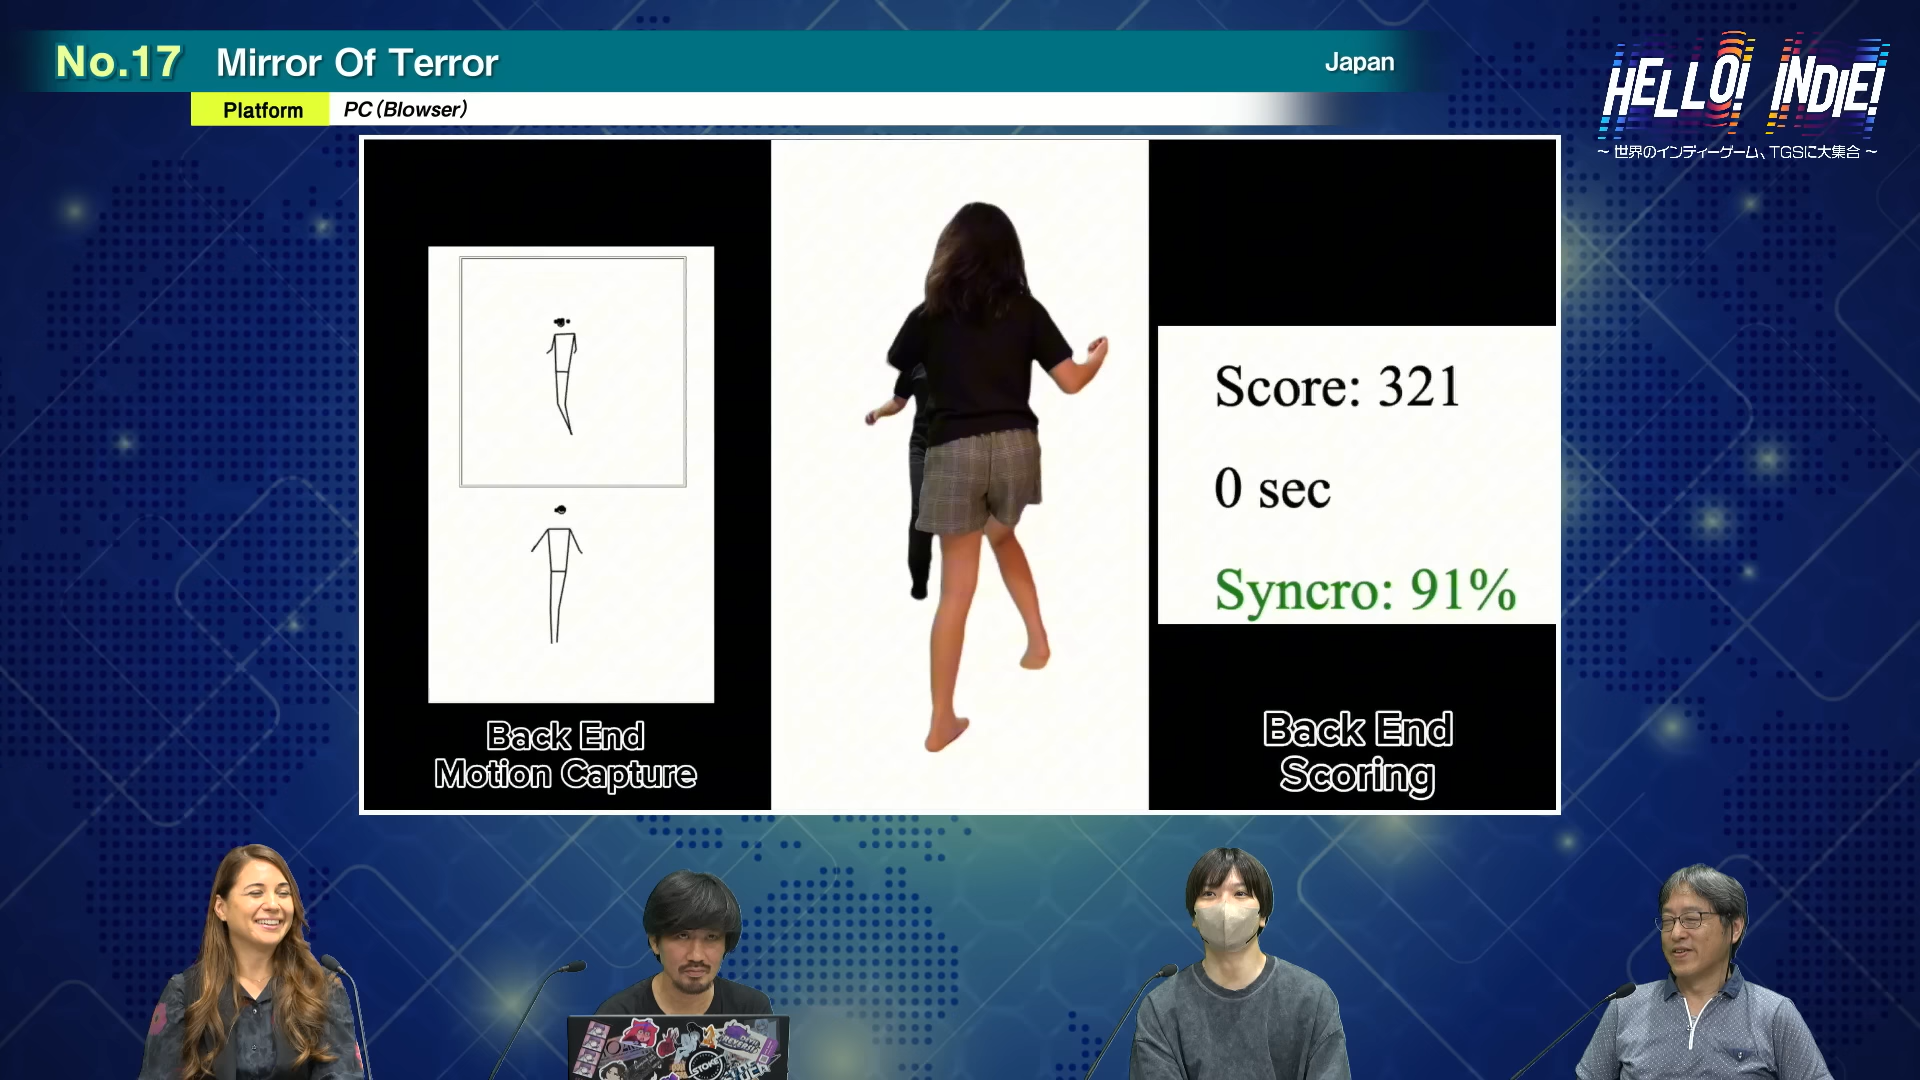 No.17 Mirror Of Terror Japan
Platform PC(Blowser)
HELLO! INDIE!
~ 世界のインディーゲーム、TGSに大集合 ~
Score: 321
0 sec
Syncro: 91%
Back End
Motion Capture
Back End
Scoring
STOKE